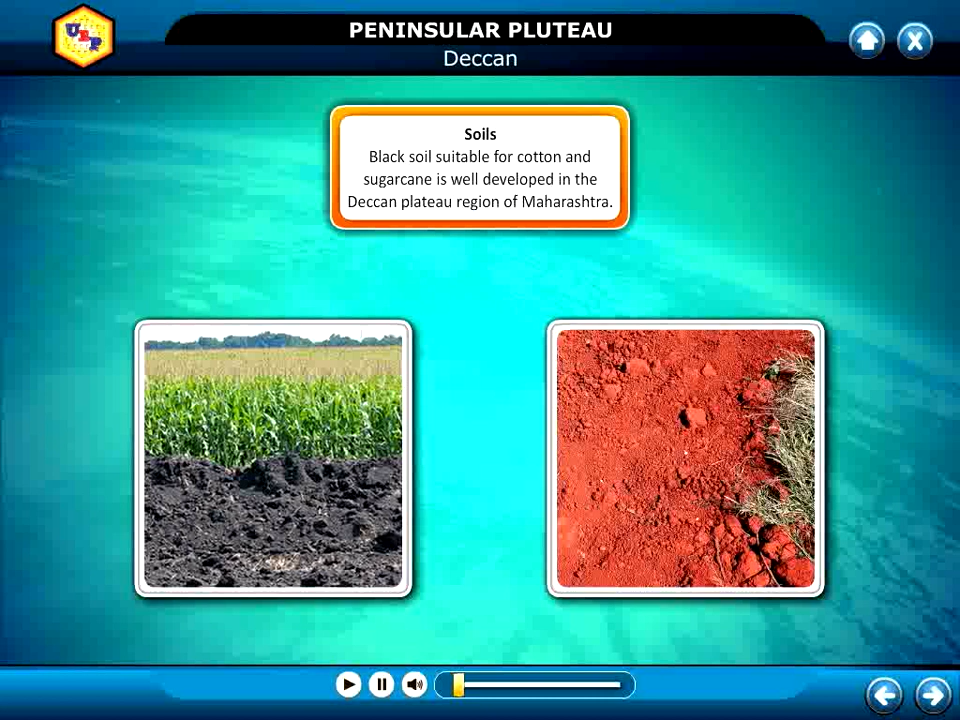 UEP
PENINSULAR PLUTEAU
Deccan
Soils
Black soil suitable for cotton and
sugarcane is well developed in the
Deccan plateau region of Maharashtra.